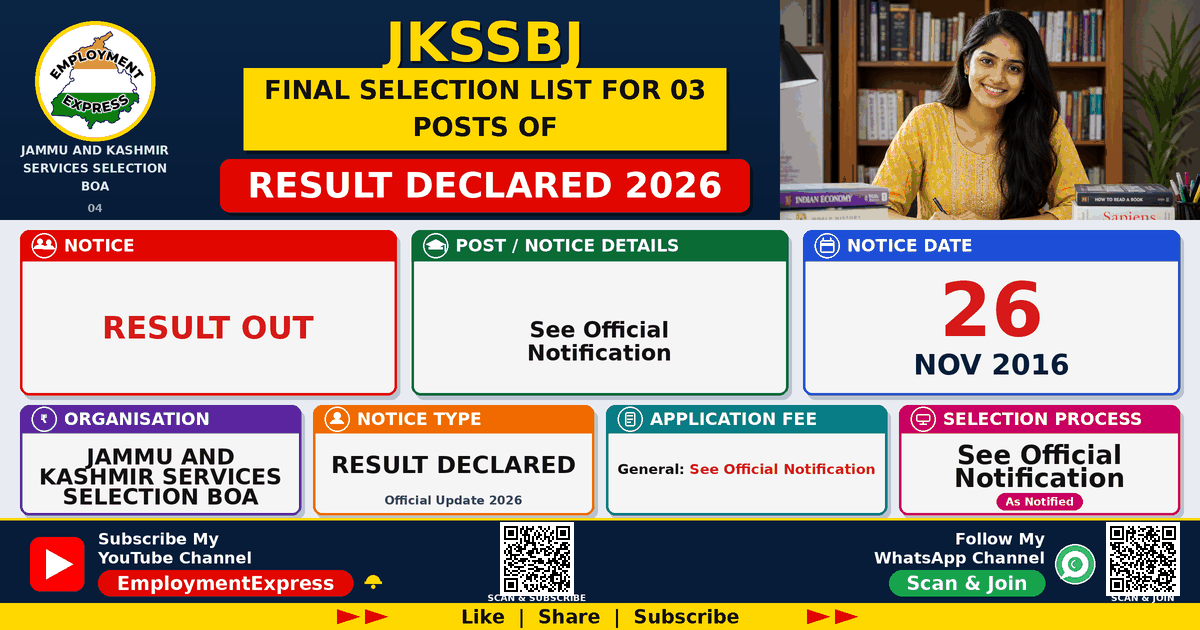 EMPLOYMENT
EXPRESS
JAMMU AND KASHMIR
SERVICES SELECTION
BOA
04
JKSSBJ
FINAL SELECTION LIST FOR 03
POSTS OF
RESULT DECLARED 2026
INDIAN ECONOMY
WORLD HISTORY
HOW TO READ A BOOK
Sapiens
NOTICE
RESULT OUT
POST / NOTICE DETAILS
See Official
Notification
NOTICE DATE
26
NOV 2016
₹ ORGANISATION
JAMMU AND
KASHMIR SERVICES
SELECTION BOA
NOTICE TYPE
RESULT DECLARED
Official Update 2026
APPLICATION FEE
General: See Official Notification
SELECTION PROCESS
See Official
Notification
As Notified
Subscribe My
YouTube Channel
EmploymentExpress
SCAN & SUBSCRIBE
Follow My
WhatsApp Channel
Scan & Join
SCAN & JOIN
Like | Share | Subscribe